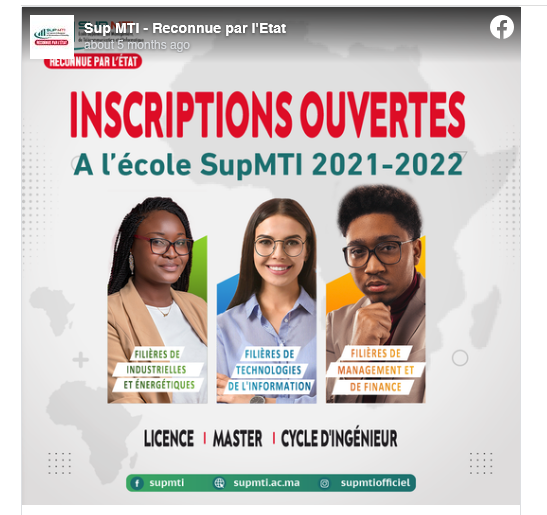 Sup MTI - Reconnue par l'Etat
about 5 months ago
SUPMTI
RECONNUE PAR L'ÉTAT
INSCRIPTIONS OUVERTES
A l'école SupMTI 2021-2022
FILIÈRES DE
INDUSTRIELLES
ET ÉNERGÉTIQUES
FILIÈRES DE
TECHNOLOGIES
DE L'INFORMATION
FILIÈRES DE
MANAGEMENT ET
DE FINANCE
LICENCE | MASTER | CYCLE D'INGÉNIEUR
supmti supmti.ac.ma supmtiofficiel